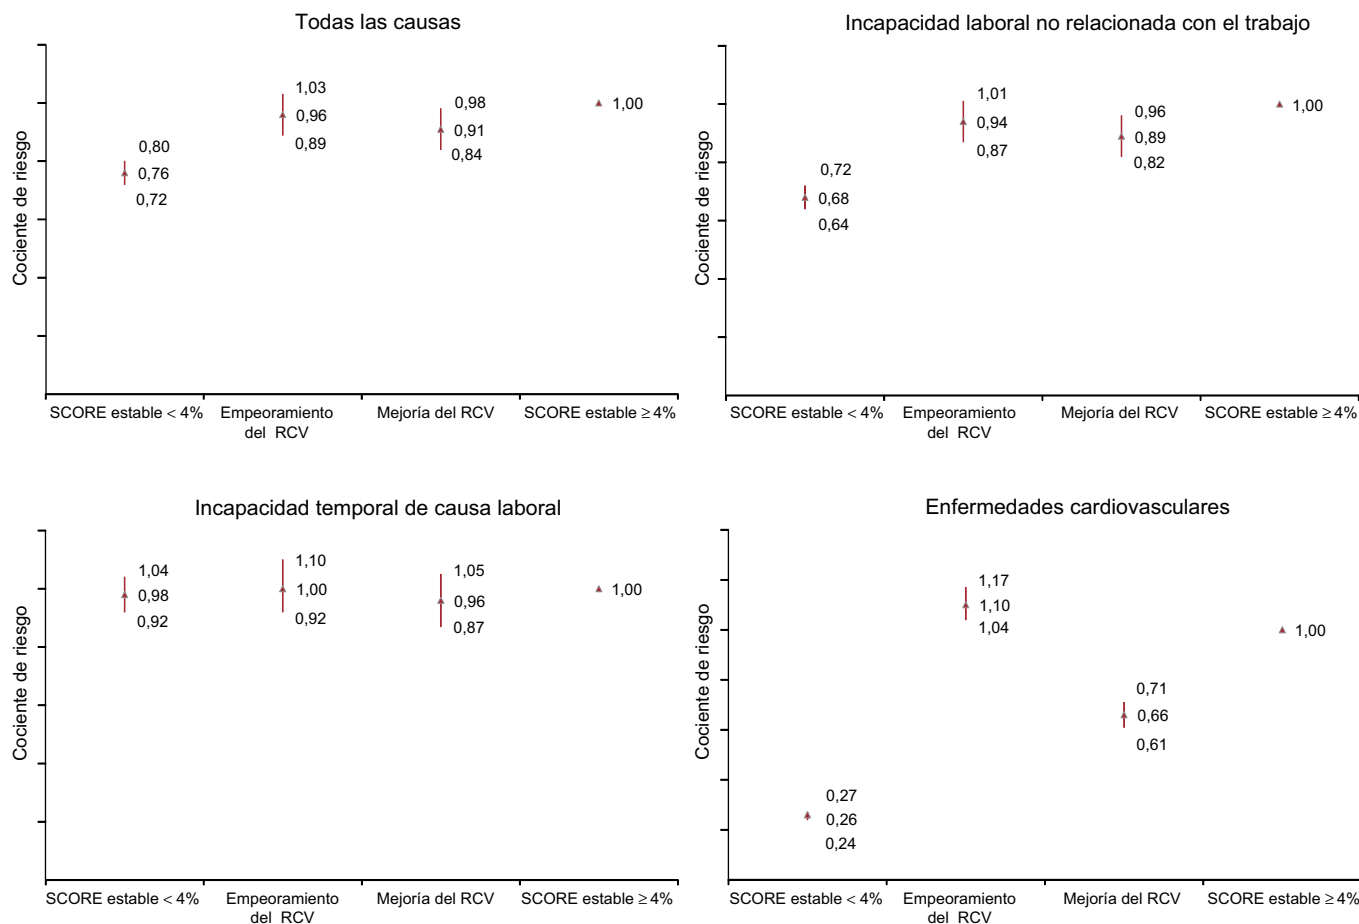 Todas las causas
Cociente de riesgo
1,03
0,98
1,00
0,96
0,91
0,89
0,84
0,80
0,76
0,72
SCORE estable < 4%
Empeoramiento
del RCV
Mejoría del RCV
SCORE estable ≥ 4%
Incapacidad laboral no relacionada con el trabajo
Cociente de riesgo
1,01
0,96
1,00
0,94
0,89
0,87
0,82
0,72
0,68
0,64
SCORE estable < 4%
Empeoramiento
del RCV
Mejoría del RCV
SCORE estable ≥ 4%
Incapacidad temporal de causa laboral
Cociente de riesgo
1,04
1,10
1,05
0,98
1,00
0,96
1,00
0,92
0,92
0,87
SCORE estable < 4%
Empeoramiento
del RCV
Mejoría del RCV
SCORE estable ≥ 4%
Enfermedades cardiovasculares
Cociente de riesgo
1,17
1,10
1,04
1,00
0,71
0,66
0,61
0,27
0,26
0,24
SCORE estable < 4%
Empeoramiento
del RCV
Mejoría del RCV
SCORE estable ≥ 4%